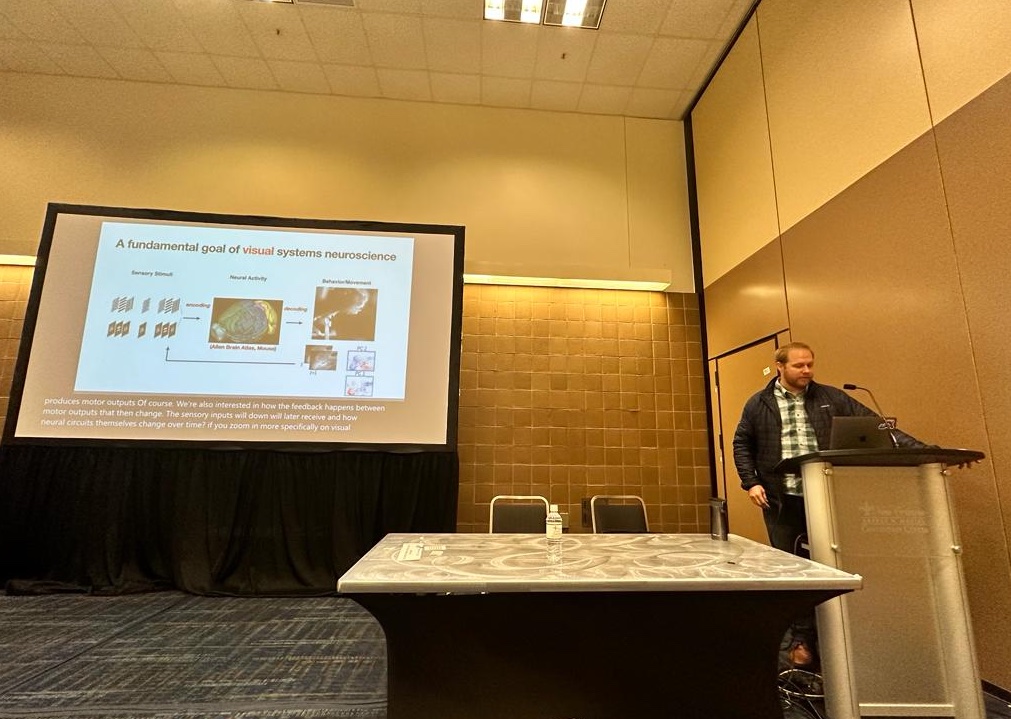 A fundamental goal of visual systems neuroscience
Sensory Stimuli
Neural Activity
Behavior/Movement
encoding
decoding
(Allen Brain Atlas, Mouse)
PC 2
produces motor outputs Of course. We're also interested in how the feedback happens between
motor outputs that then change. The sensory inputs will down will later receive and how
neural circuits themselves change over time? if you zoom in more specifically on visual